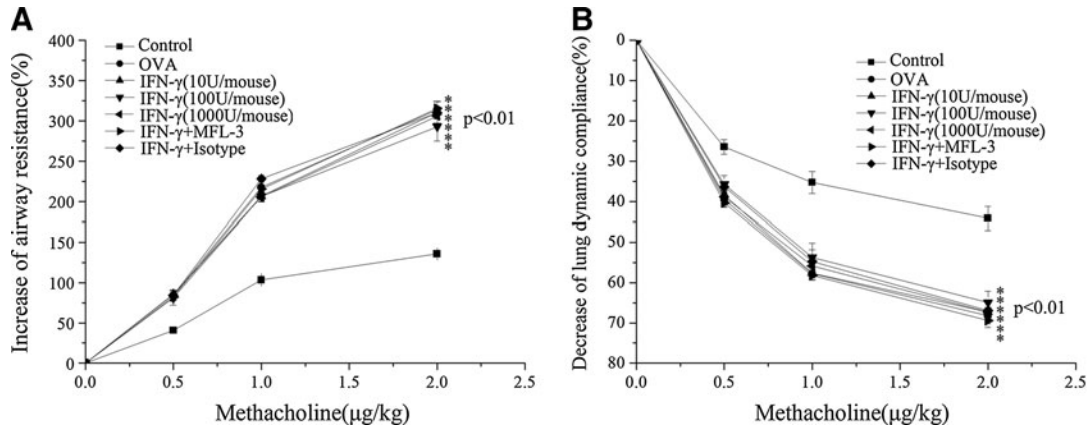 A
Increase of airway resistance(%)
400
350
300
250
200
150
100
50
0
Control
OVA
IFN-γ(10U/mouse)
IFN-γ(100U/mouse)
IFN-γ(1000U/mouse)
IFN-γ+MFL-3
IFN-γ+Isotype
******
p<0.01
0.0 0.5 1.0 1.5 2.0 2.5
Methacholine(μg/kg)
B
Decrease of lung dynamic compliance(%)
0
10
20
30
40
50
60
70
80
Control
OVA
IFN-γ(10U/mouse)
IFN-γ(100U/mouse)
IFN-γ(1000U/mouse)
IFN-γ+MFL-3
IFN-γ+Isotype
******
p<0.01
0.0 0.5 1.0 1.5 2.0 2.5
Methacholine(μg/kg)